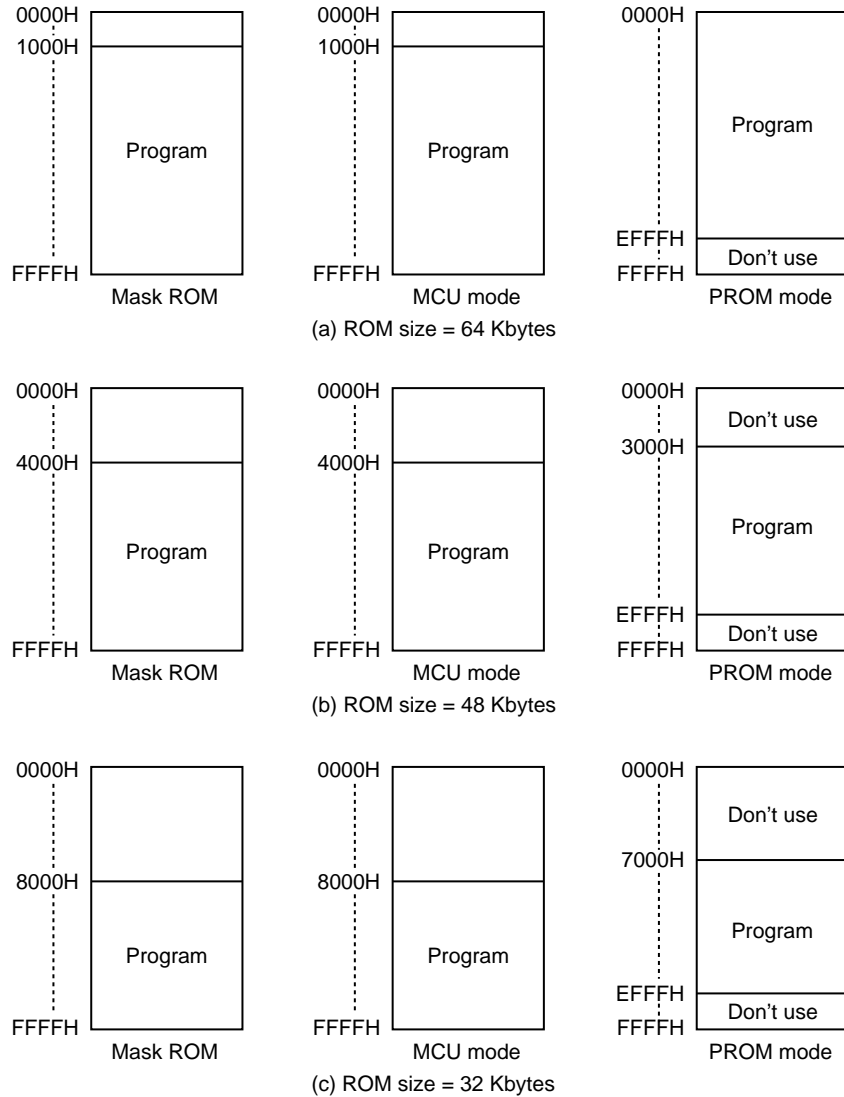 0000H
1000H
Program
FFFFH
Mask ROM
0000H
1000H
Program
FFFFH
MCU mode
0000H
Program
EFFFH
Don't use
FFFFH
PROM mode
(a) ROM size = 64 Kbytes
0000H
4000H
Program
FFFFH
Mask ROM
0000H
4000H
Program
FFFFH
MCU mode
0000H
Don't use
3000H
Program
EFFFH
Don't use
FFFFH
PROM mode
(b) ROM size = 48 Kbytes
0000H
8000H
Program
FFFFH
Mask ROM
0000H
8000H
Program
FFFFH
MCU mode
0000H
Don't use
7000H
Program
EFFFH
Don't use
FFFFH
PROM mode
(c) ROM size = 32 Kbytes